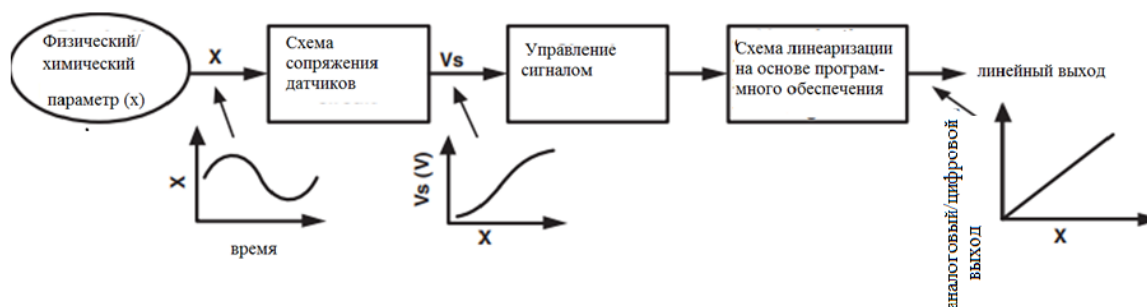 Физический/
химический
параметр (х)
X
Схема
сопряжения
датчиков
Vs
Управление
сигналом
Схема линеаризации
на основе програм-
много обеспечения
линейный выход
X
время
Vs (V)
X
аналоговый/цифровой
выход
X